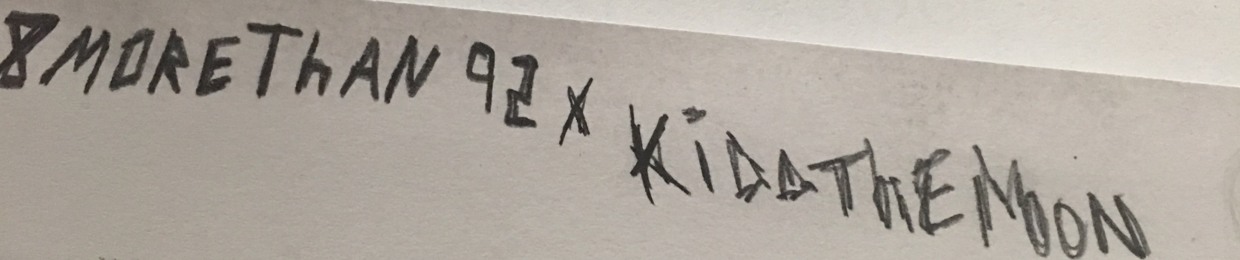 8MORETHAN 92 x KiDDTHEMOON